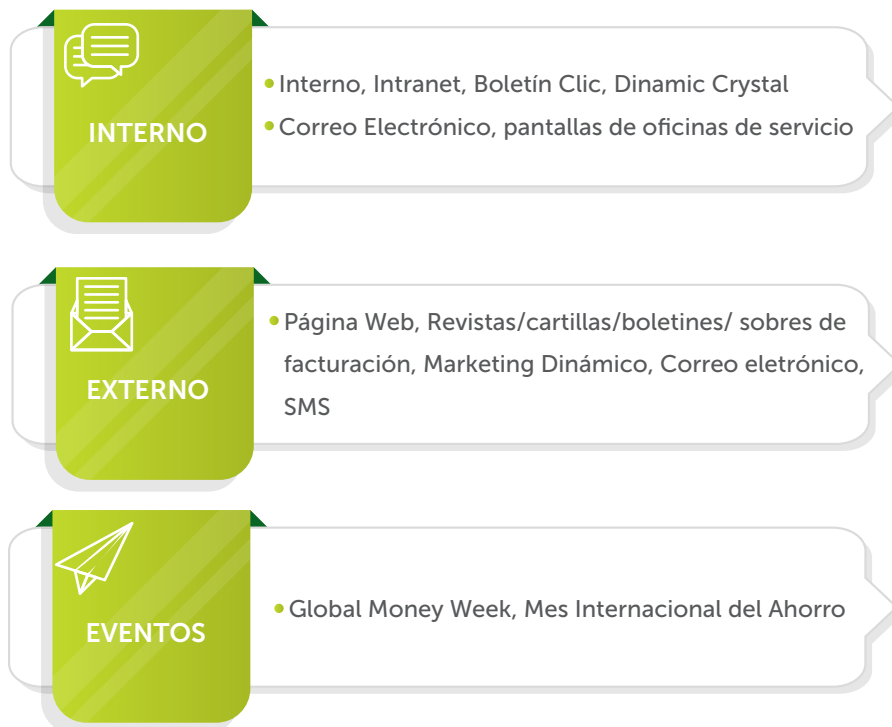 INTERNO
• Interno, Intranet, Boletín Clic, Dinamic Crystal
• Correo Electrónico, pantallas de oficinas de servicio
EXTERNO
• Página Web, Revistas/cartillas/boletines/ sobres de
facturación, Marketing Dinámico, Correo eletrónico,
SMS
EVENTOS
• Global Money Week, Mes Internacional del Ahorro